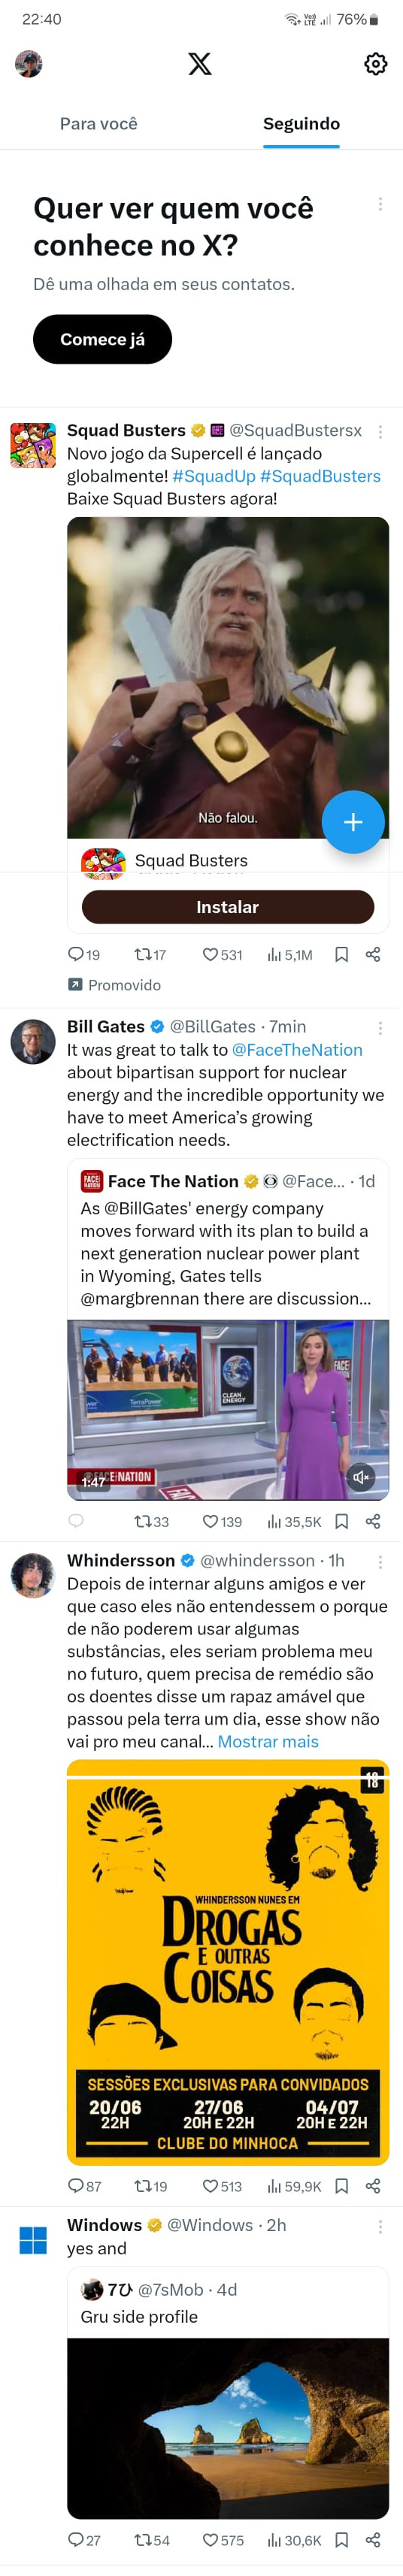 22:40
Vo)) LTE
76%
Para você
Seguindo
Quer ver quem você
conhece no X?
Dê uma olhada em seus contatos.
Comece já
Squad Busters @SquadBustersx
Novo jogo da Supercell é lançado
globalmente! #SquadUp #SquadBusters
Baixe Squad Busters agora!
Não falou.
Squad Busters
Instalar
19 17 531 5,1M
Promovido
Bill Gates @BillGates · 7min
It was great to talk to @FaceTheNation
about bipartisan support for nuclear
energy and the incredible opportunity we
have to meet America’s growing
electrification needs.
FACE NATION
Face The Nation @Face... · 1d
As @BillGates' energy company
moves forward with its plan to build a
next generation nuclear power plant
in Wyoming, Gates tells
@margbrennan there are discussion...
TerraPower
CLEAN
ENERGY
FACE
NATION
1:47
33 139 35,5K
Whindersson @whindersson · 1h
Depois de internar alguns amigos e ver
que caso eles não entendessem o porque
de não poderem usar algumas
substâncias, eles seriam problema meu
no futuro, quem precisa de remédio são
os doentes disse um rapaz amável que
passou pela terra um dia, esse show não
vai pro meu canal... Mostrar mais
18
WHINDERSSON NUNES EM
DROGAS
E OUTRAS
COISAS
SESSÕES EXCLUSIVAS PARA CONVIDADOS
20/06 27/06 04/07
22H 20H E 22H 20H E 22H
CLUBE DO MINHOCA
87 19 513 59,9K
Windows @Windows · 2h
yes and
7ひ @7sMob · 4d
Gru side profile
27 54 575 30,6K